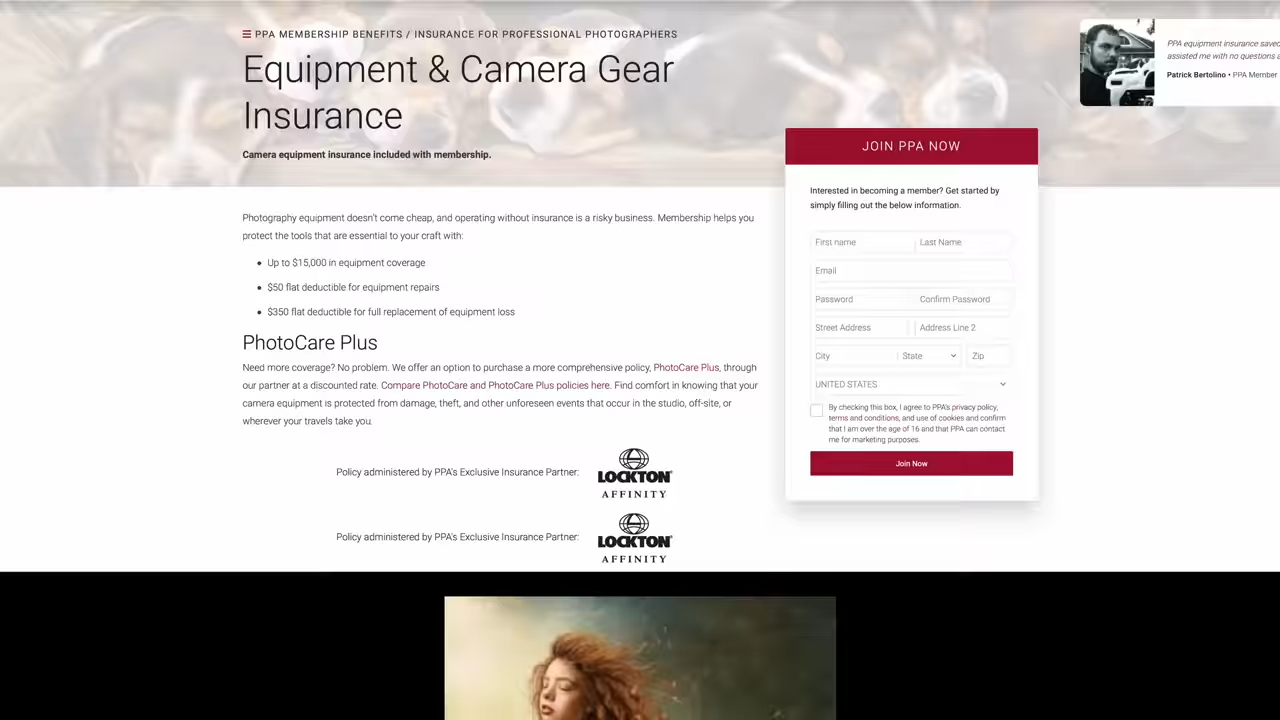 PPA MEMBERSHIP BENEFITS / INSURANCE FOR PROFESSIONAL PHOTOGRAPHERS
Equipment & Camera Gear
Insurance
Camera equipment insurance included with membership.
PPA equipment insurance saved
assisted me with no questions a
Patrick Bertolino • PPA Member
JOIN PPA NOW
Interested in becoming a member? Get started by
simply filling out the below information.
First name
Last Name
Email
Password
Confirm Password
Street Address
Address Line 2
City
State
Zip
UNITED STATES
By checking this box, I agree to PPA's privacy policy,
terms and conditions, and use of cookies and confirm
that I am over the age of 16 and that PPA can contact
me for marketing purposes.
Join Now
Photography equipment doesn't come cheap, and operating without insurance is a risky business. Membership helps you
protect the tools that are essential to your craft with:
• Up to $15,000 in equipment coverage
• $50 flat deductible for equipment repairs
• $350 flat deductible for full replacement of equipment loss
PhotoCare Plus
Need more coverage? No problem. We offer an option to purchase a more comprehensive policy, PhotoCare Plus, through
our partner at a discounted rate. Compare PhotoCare and PhotoCare Plus policies here. Find comfort in knowing that your
camera equipment is protected from damage, theft, and other unforeseen events that occur in the studio, off-site, or
wherever your travels take you.
Policy administered by PPA's Exclusive Insurance Partner:
LOCKTON
AFFINITY
Policy administered by PPA's Exclusive Insurance Partner:
LOCKTON
AFFINITY